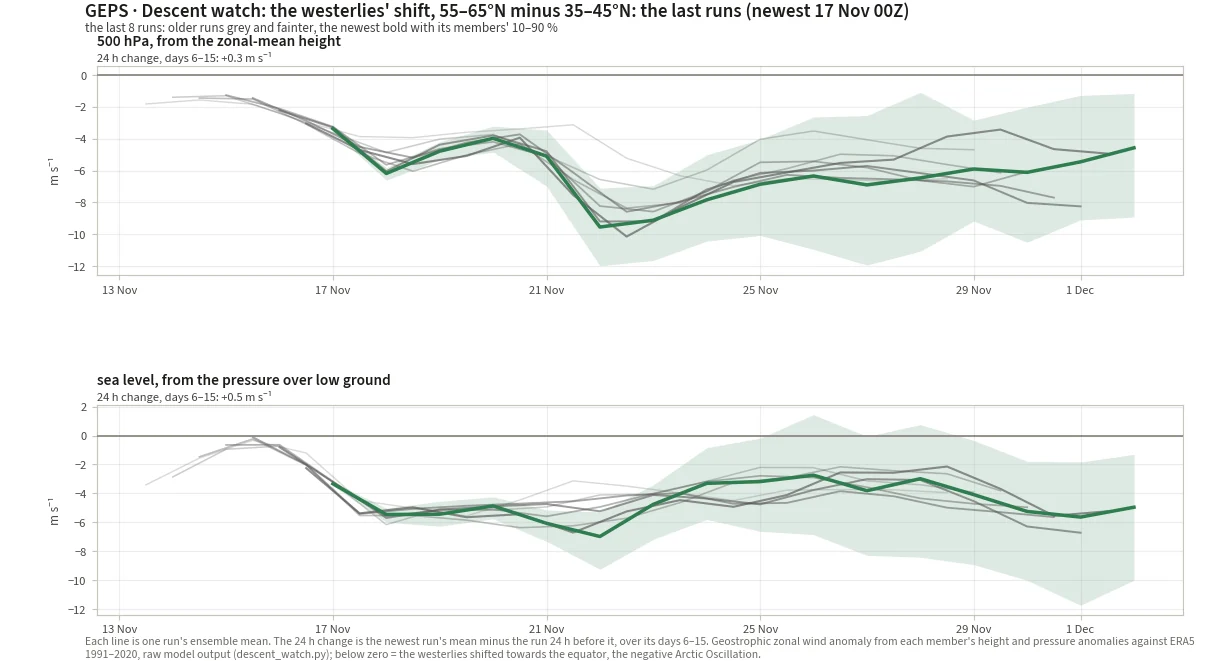 GEPS · Descent watch: the westerlies' shift, 55–65°N minus 35–45°N: the last runs (newest 17 Nov 00Z)
the last 8 runs: older runs grey and fainter, the newest bold with its members' 10–90 %
500 hPa, from the zonal-mean height
24 h change, days 6–15: +0.3 m s⁻¹
0
−2
−4
−6
−8
−10
−12
m s⁻¹
13 Nov 17 Nov 21 Nov 25 Nov 29 Nov 1 Dec
sea level, from the pressure over low ground
24 h change, days 6–15: +0.5 m s⁻¹
2
0
−2
−4
−6
−8
−10
−12
m s⁻¹
13 Nov 17 Nov 21 Nov 25 Nov 29 Nov 1 Dec
Each line is one run's ensemble mean. The 24 h change is the newest run's mean minus the run 24 h before it, over its days 6–15. Geostrophic zonal wind anomaly from each member's height and pressure anomalies against ERA5
1991–2020, raw model output (descent_watch.py); below zero = the westerlies shifted towards the equator, the negative Arctic Oscillation.